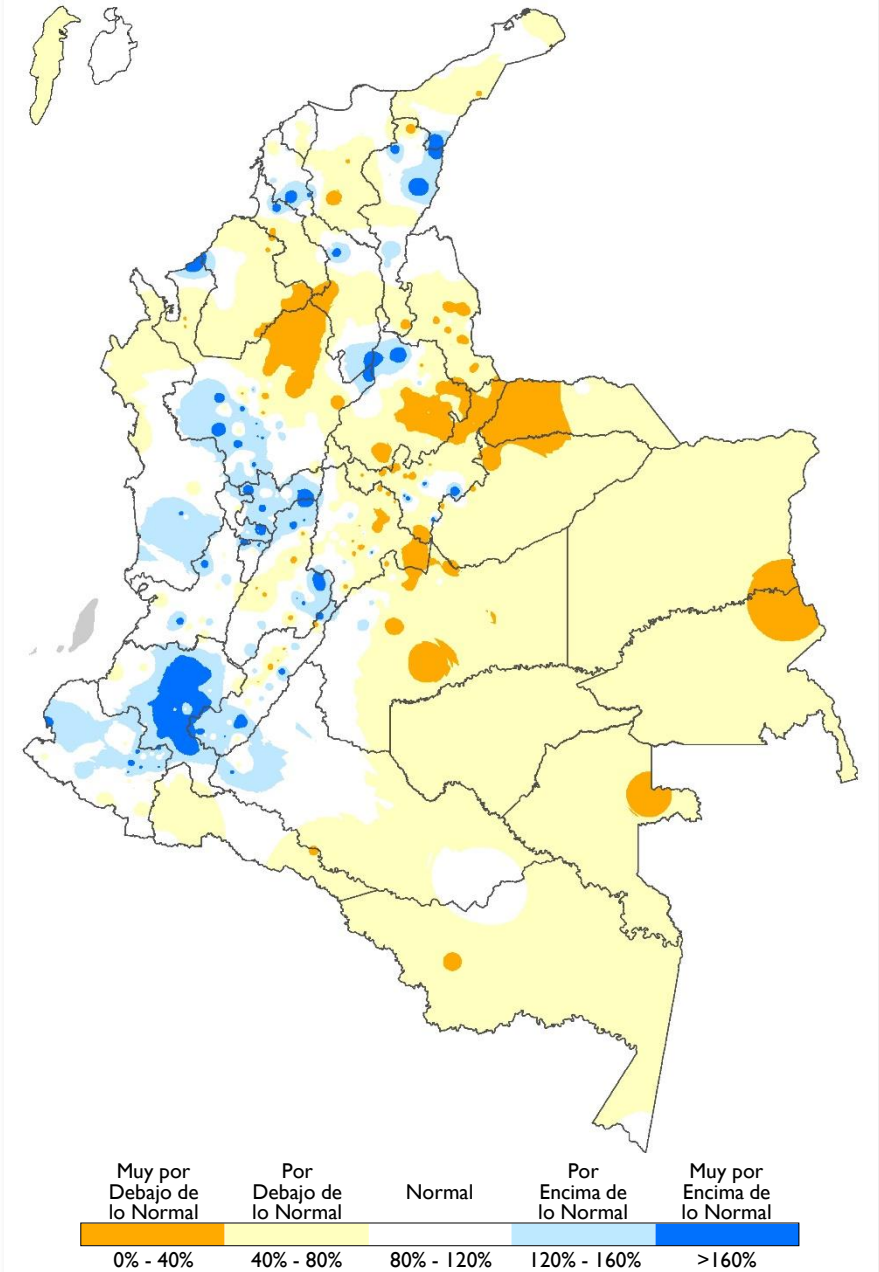 Muy por
Debajo de
lo Normal
Por
Debajo de
lo Normal
Normal
Por
Encima de
lo Normal
Muy por
Encima de
lo Normal
0% - 40%
40% - 80%
80% - 120%
120% - 160%
>160%